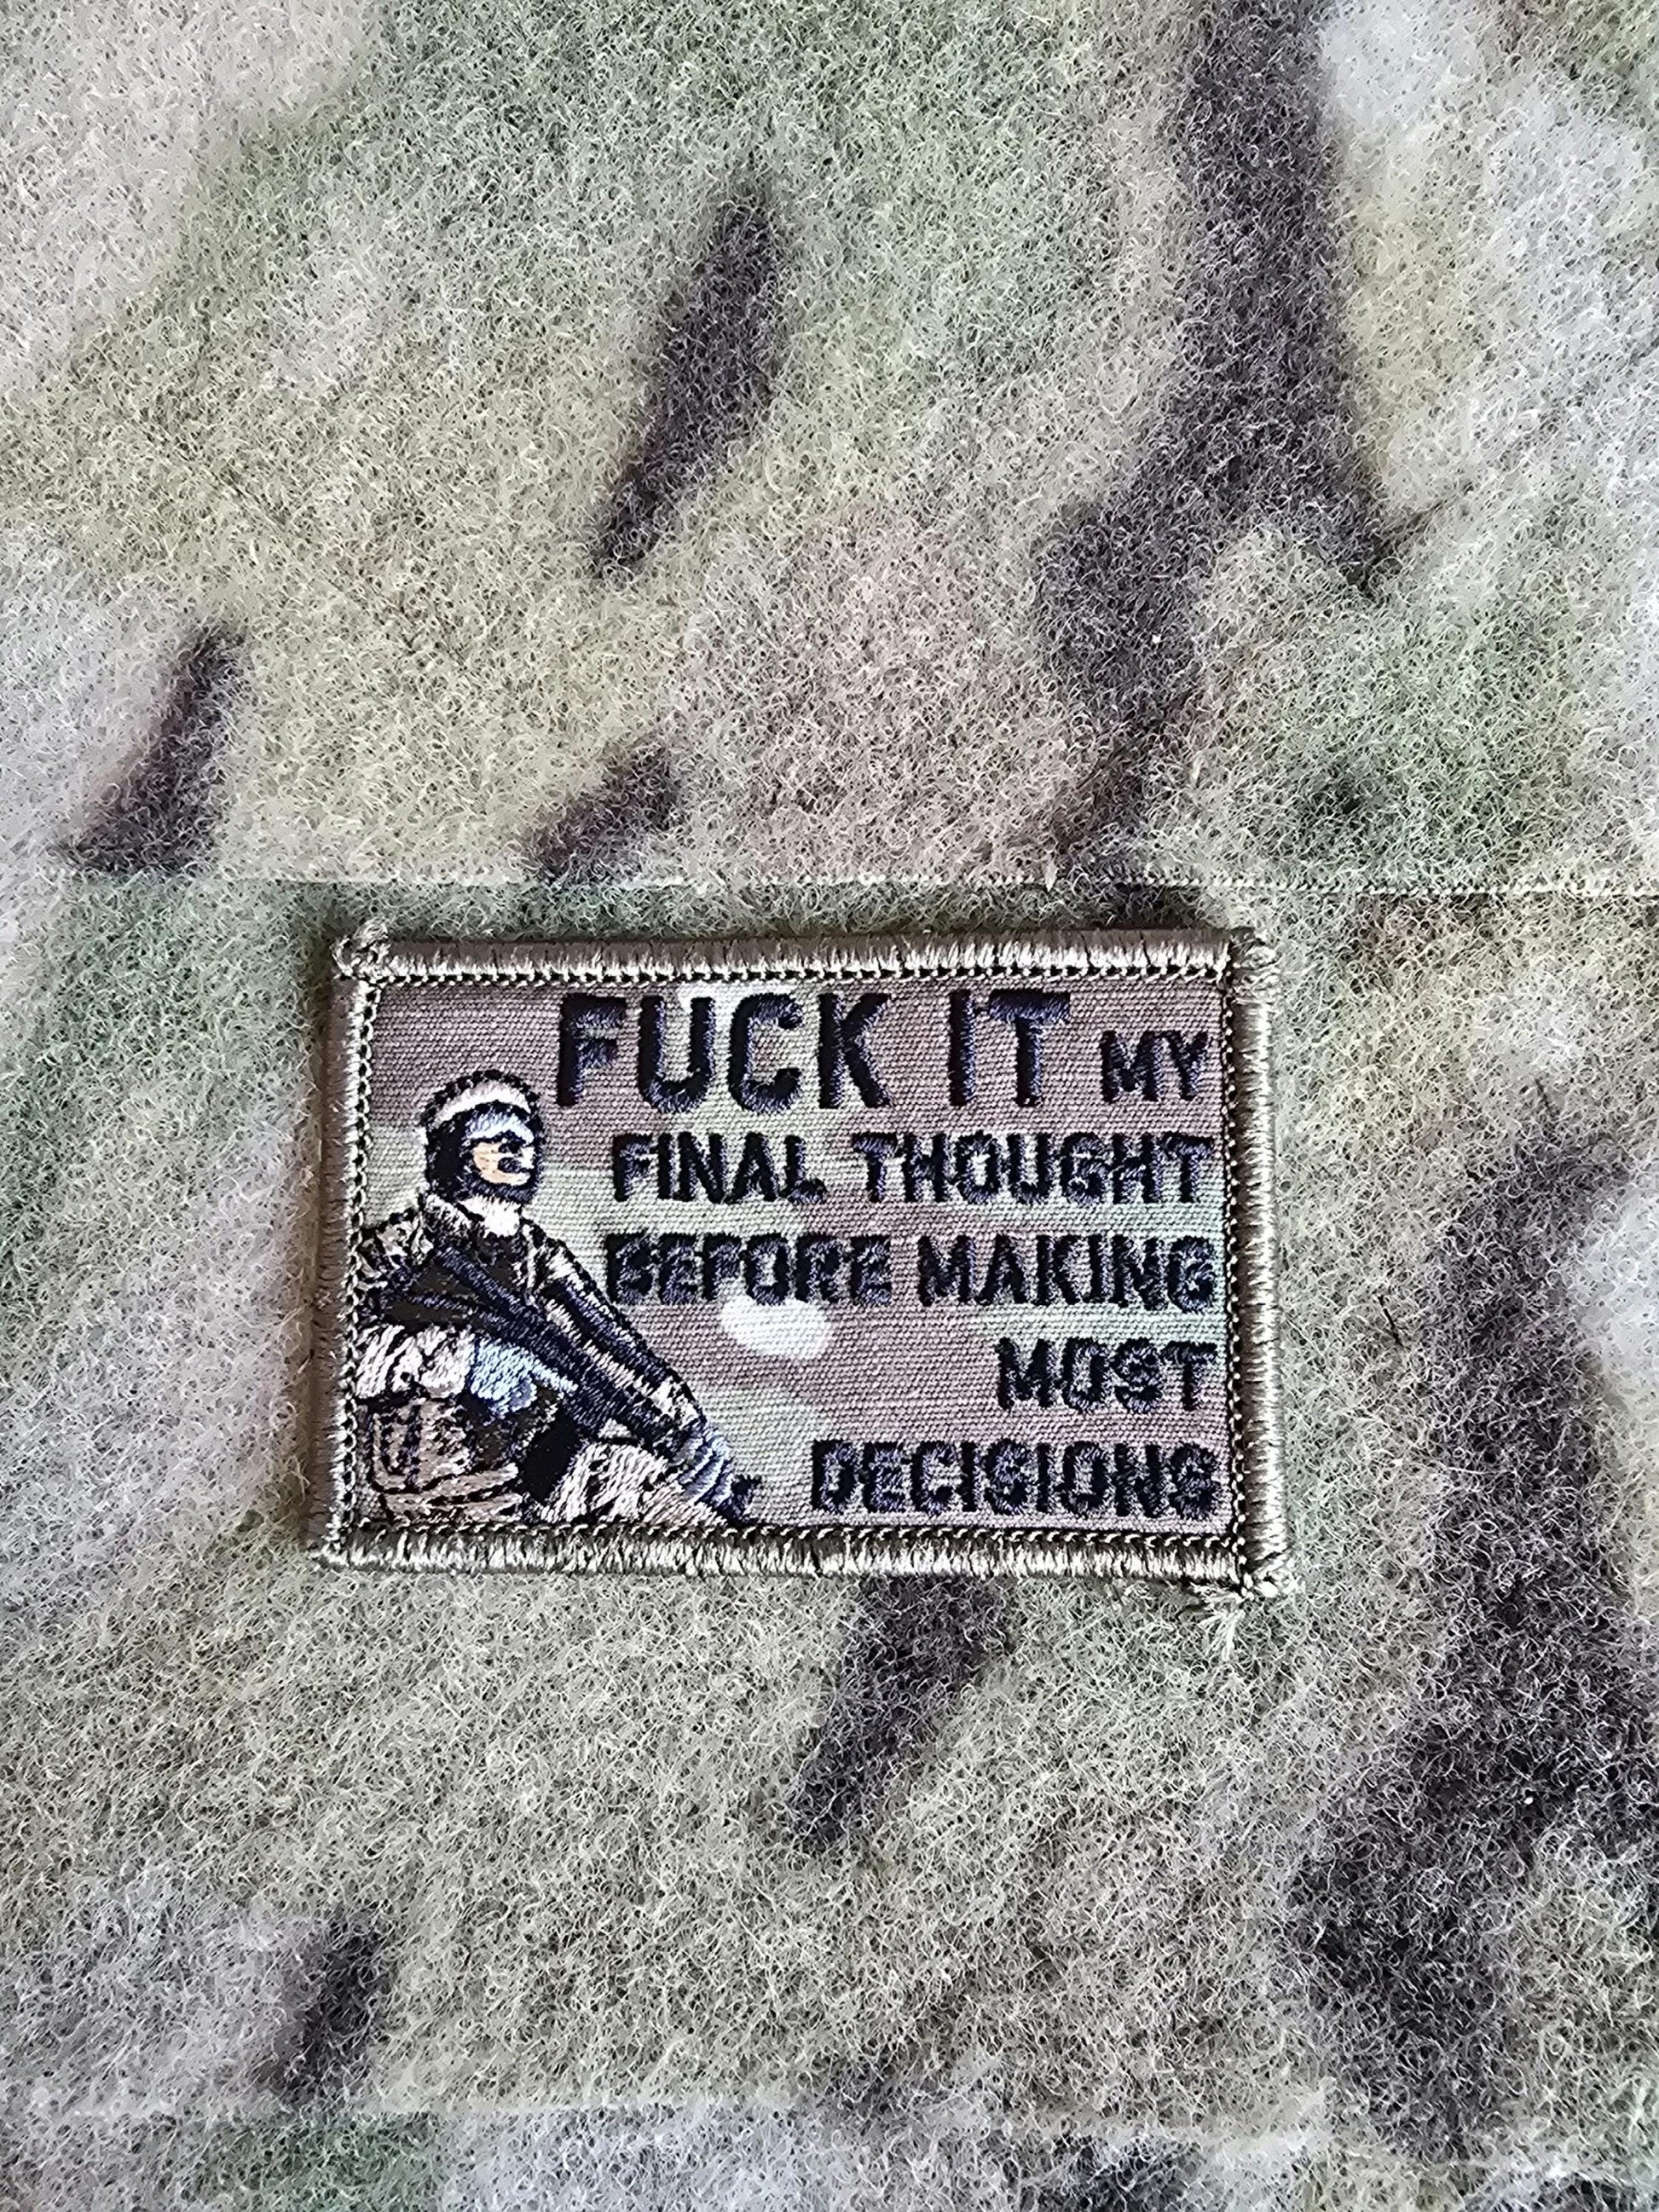 FUCK IT MY
FINAL THOUGHT
BEFORE MAKING
MOST
DECISIONS